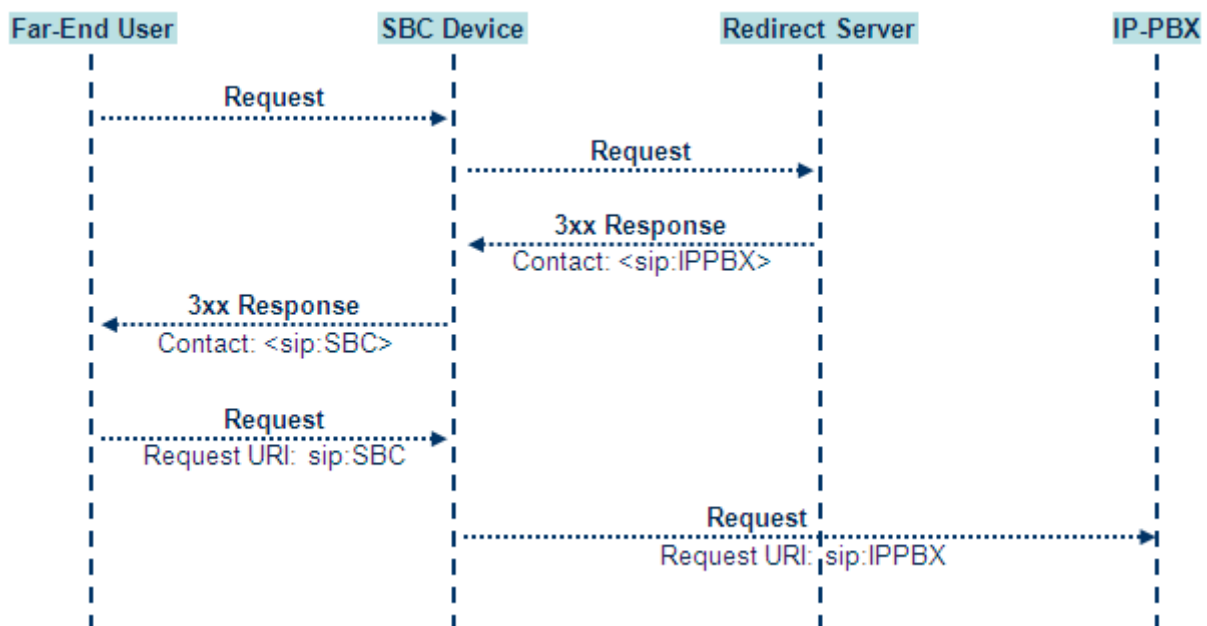 Far-End User SBC Device Redirect Server IP-PBX
Request
Request
3xx Response
Contact: <sip:IPPBX>
3xx Response
Contact: <sip:SBC>
Request
Request URI: sip:SBC
Request
Request URI: sip:IPPBX